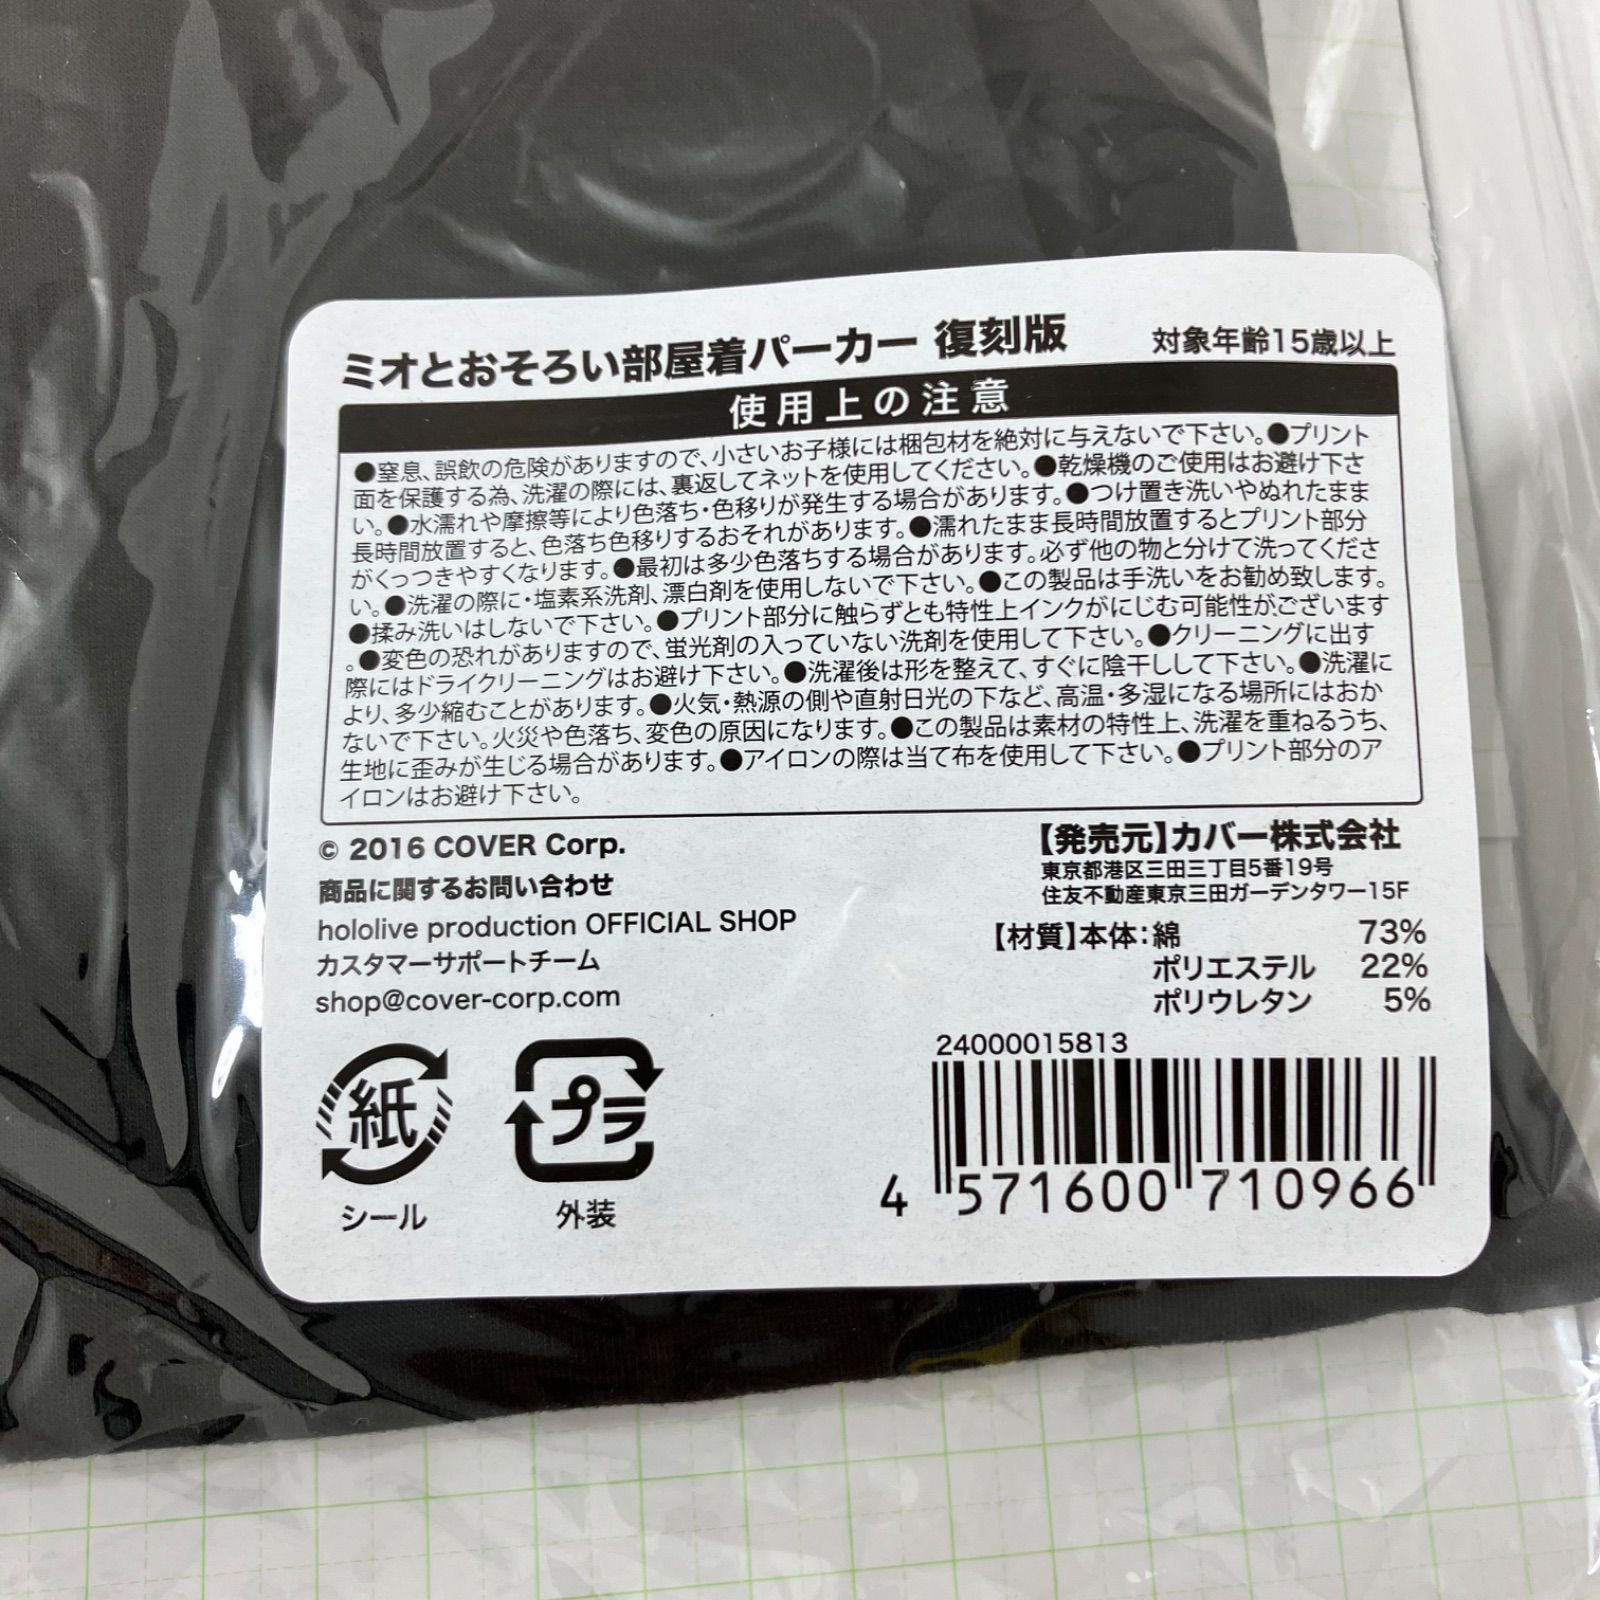 ミオとおそろい部屋着パーカー 復刻版
対象年齢15歳以上
使用上の注意
●窒息、誤飲の危険がありますので、小さいお子様には梱包材を絶対に与えないで下さい。●プリント
面を保護する為、洗濯の際には、裏返してネットを使用してください。●乾燥機のご使用はお避け下さ
い。●水濡れや摩擦等により色落ち・色移りが発生する場合があります。●つけ置き洗いやぬれたまま
長時間放置すると、色落ち色移りするおそれがあります。●濡れたまま長時間放置するとプリント部分
がくっつきやすくなります。●最初は多少色落ちする場合があります。必ず他の物と分けて洗ってくださ
い。●洗濯の際に・塩素系洗剤、漂白剤を使用しないで下さい。●この製品は手洗いをお勧め致します。
●揉み洗いはしないで下さい。●プリント部分に触らずとも特性上インクがにじむ可能性がございます
。●変色の恐れがありますので、蛍光剤の入っていない洗剤を使用して下さい。●クリーニングに出す
際にはドライクリーニングはお避け下さい。●洗濯後は形を整えて、すぐに陰干しして下さい。●洗濯に
より、多少縮むことがあります。●火気・熱源の側や直射日光の下など、高温・多湿になる場所にはおか
ないで下さい。火災や色落ち、変色の原因になります。●この製品は素材の特性上、洗濯を重ねるうち、
生地に歪みが生じる場合があります。●アイロンの際は当て布を使用して下さい。●プリント部分のア
イロンはお避け下さい。
© 2016 COVER Corp.
商品に関するお問い合わせ
hololive production OFFICIAL SHOP
カスタマーサポートチーム
shop@cover-corp.com
【発売元】カバー株式会社
東京都港区三田三丁目5番19号
住友不動産東京三田ガーデンタワー15F
【材質】本体：綿 73%
ポリエステル 22%
ポリウレタン 5%
紙
シール
プラ
外装
24000015813
4 571600 710966